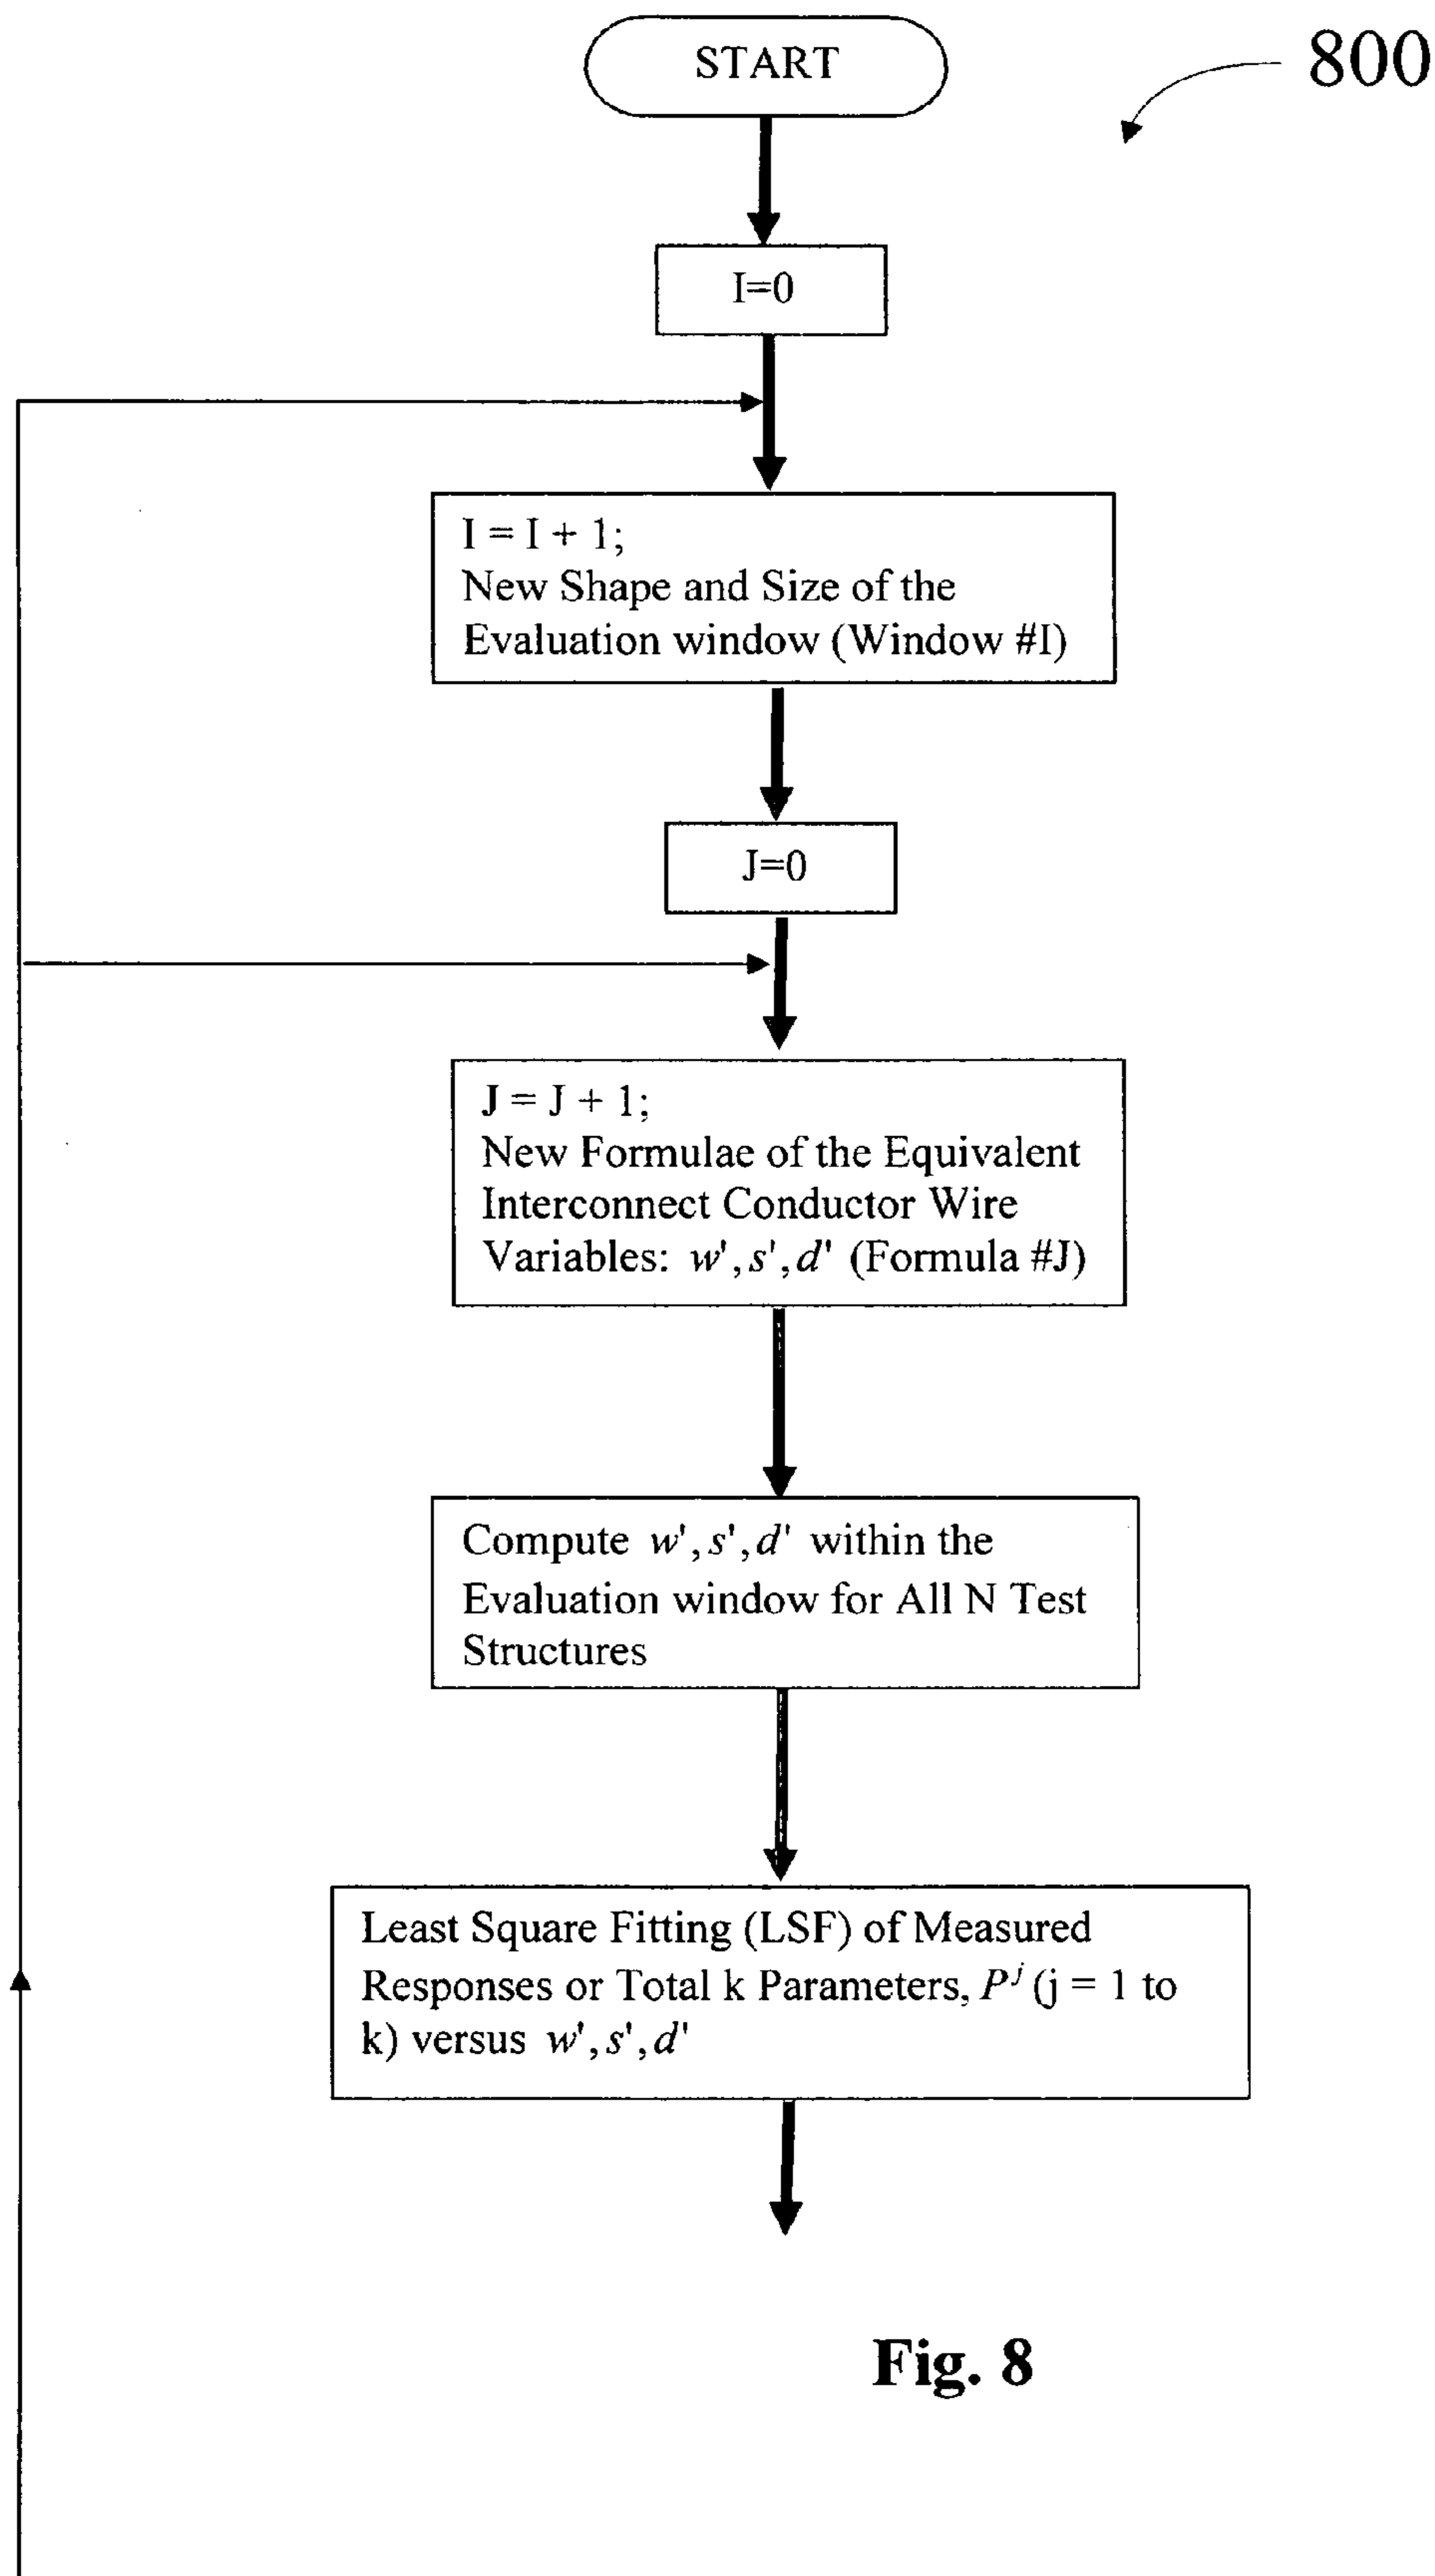 START
800
I=0
I = I + 1;
New Shape and Size of the
Evaluation window (Window #I)
J=0
J = J + 1;
New Formulae of the Equivalent
Interconnect Conductor Wire
Variables: w', s', d' (Formula #J)
Compute w', s', d' within the
Evaluation window for All N Test
Structures
Least Square Fitting (LSF) of Measured
Responses or Total k Parameters, P^j (j = 1 to
k) versus w', s', d'
Fig. 8